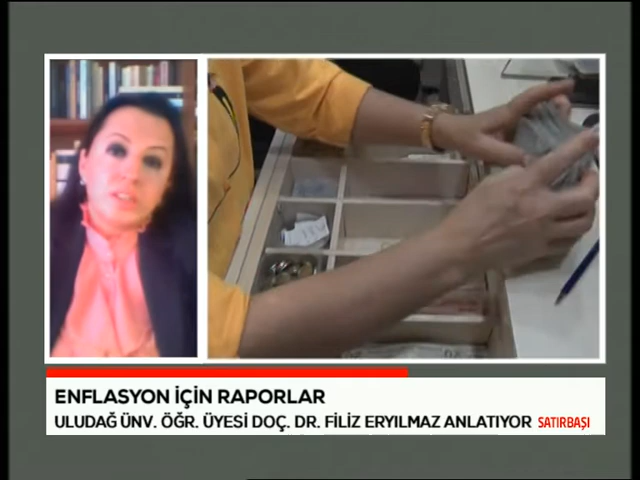 ENFLASYON İÇİN RAPORLAR
ULUDAĞ ÜNV. ÖĞR. ÜYESİ DOÇ. DR. FİLİZ ERYILMAZ ANLATIYOR SATIRBAŞI